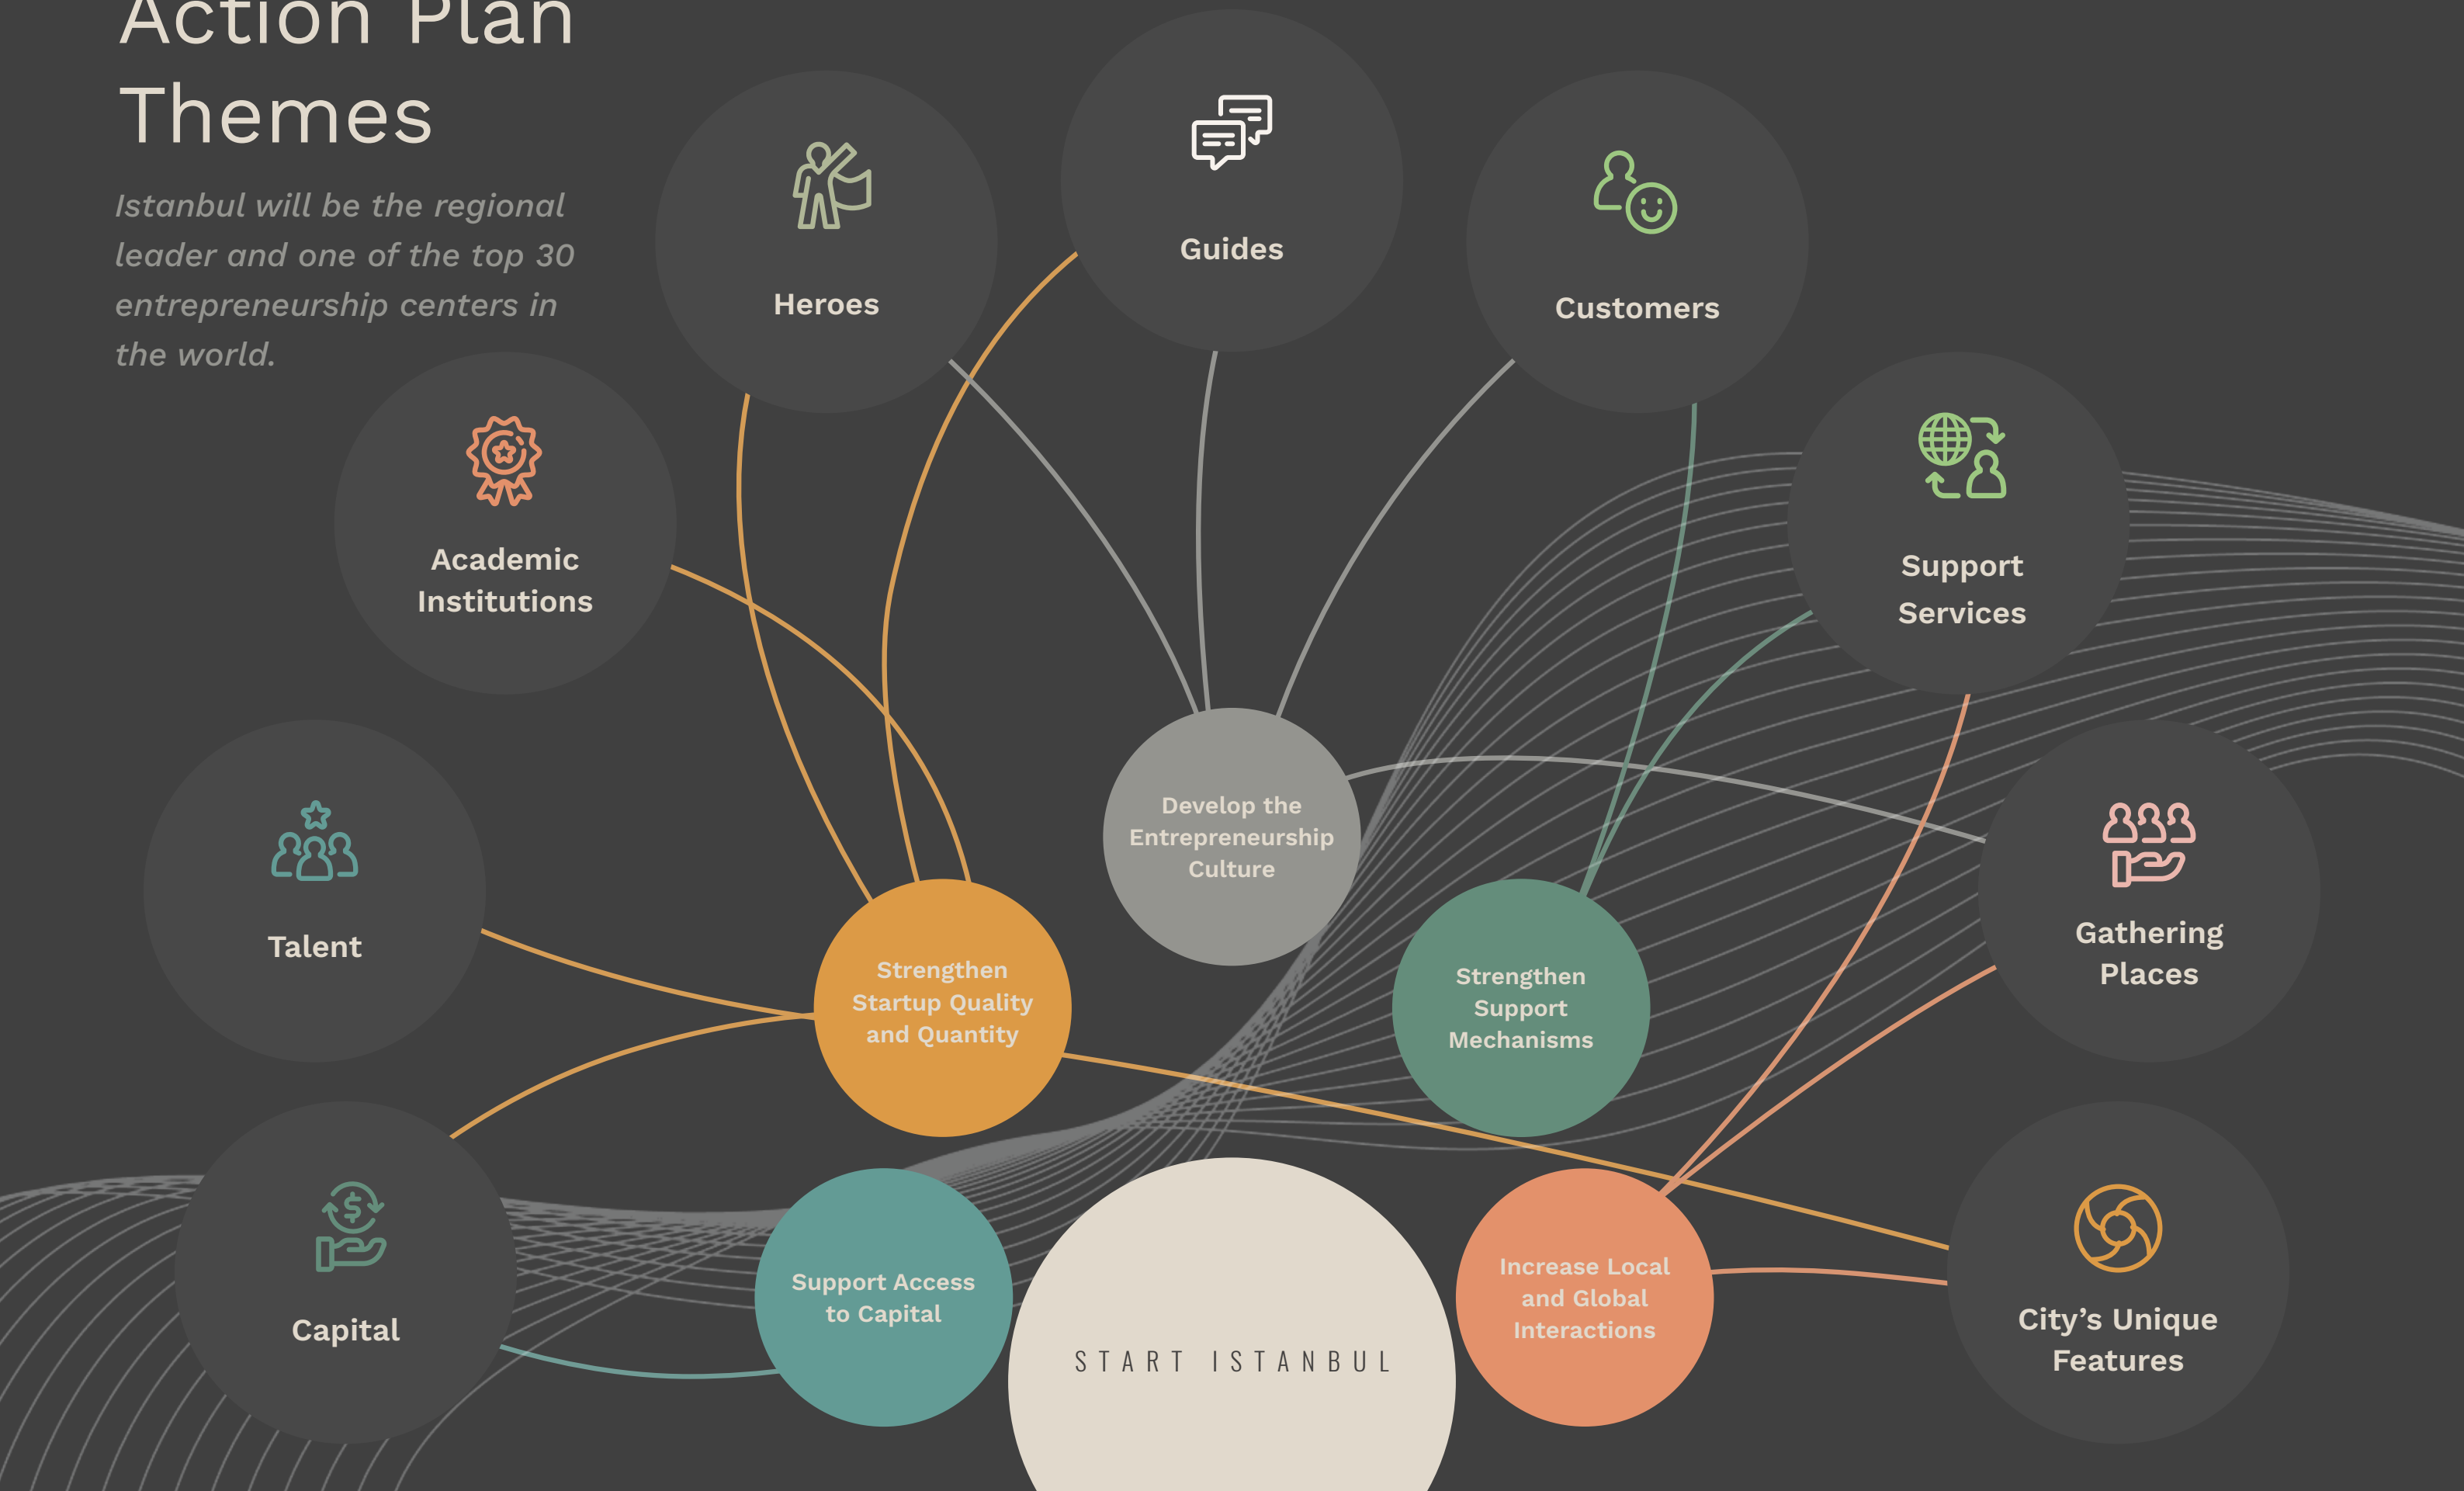 Action Plan
Themes
Istanbul will be the regional
leader and one of the top 30
entrepreneurship centers in
the world.
Heroes
Guides
Customers
Academic
Institutions
Support
Services
Talent
Develop the
Entrepreneurship
Culture
Gathering
Places
Strengthen
Startup Quality
and Quantity
Strengthen
Support
Mechanisms
Capital
Support Access
to Capital
START ISTANBUL
Increase Local
and Global
Interactions
City’s Unique
Features